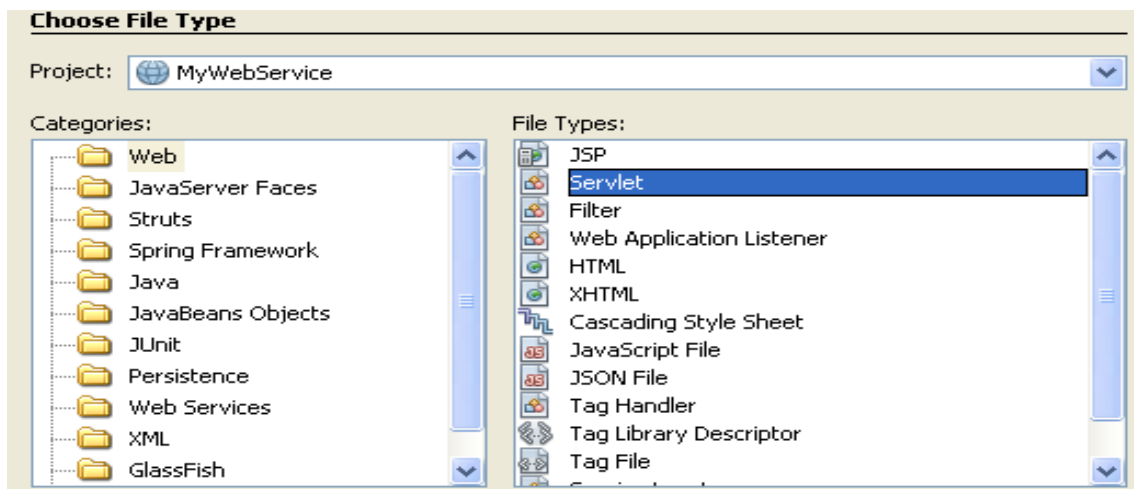 Choose File Type
Project: MyWebService
Categories:
Web
JavaServer Faces
Struts
Spring Framework
Java
JavaBeans Objects
JUnit
Persistence
Web Services
XML
GlassFish
File Types:
JSP
Servlet
Filter
Web Application Listener
HTML
XHTML
Cascading Style Sheet
JavaScript File
JSON File
Tag Handler
Tag Library Descriptor
Tag File